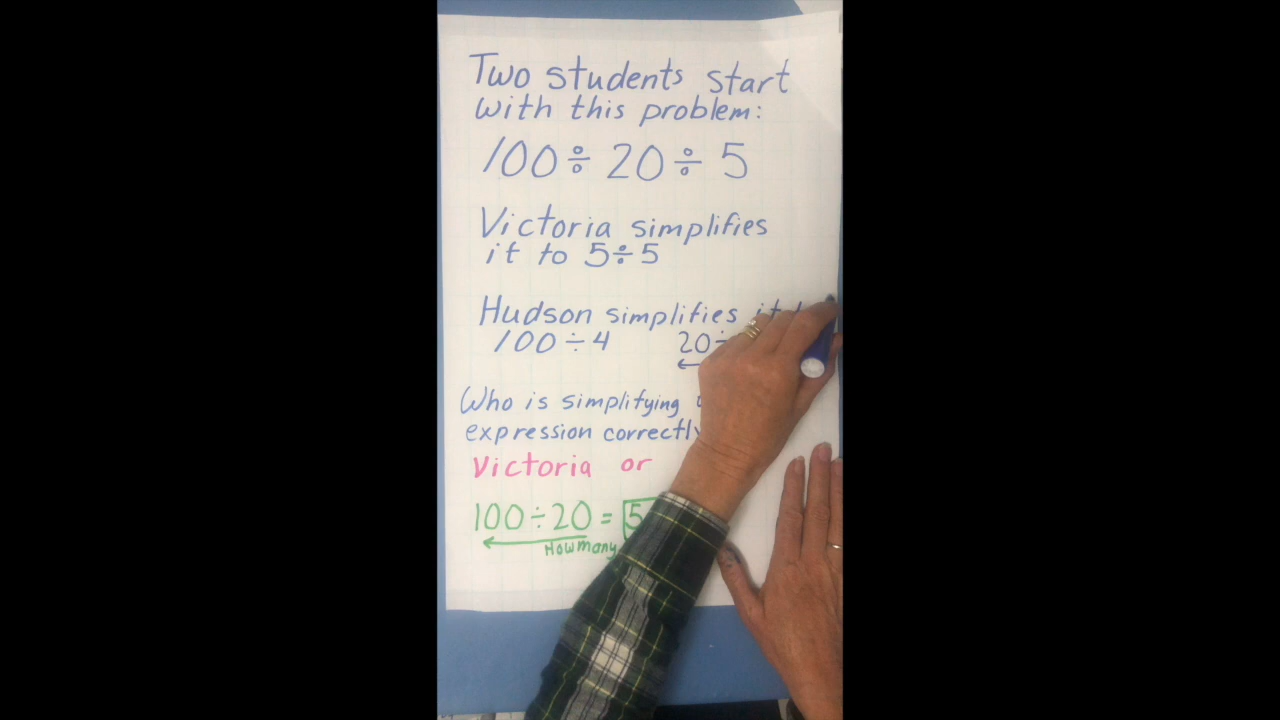 Two students start
with this problem:
100 ÷ 20 ÷ 5
Victoria simplifies
it to 5÷5
Hudson simplifies it
100 ÷ 4 20÷
Who is simplifying
expression correctly
Victoria or
100 ÷ 20 = 5
How many